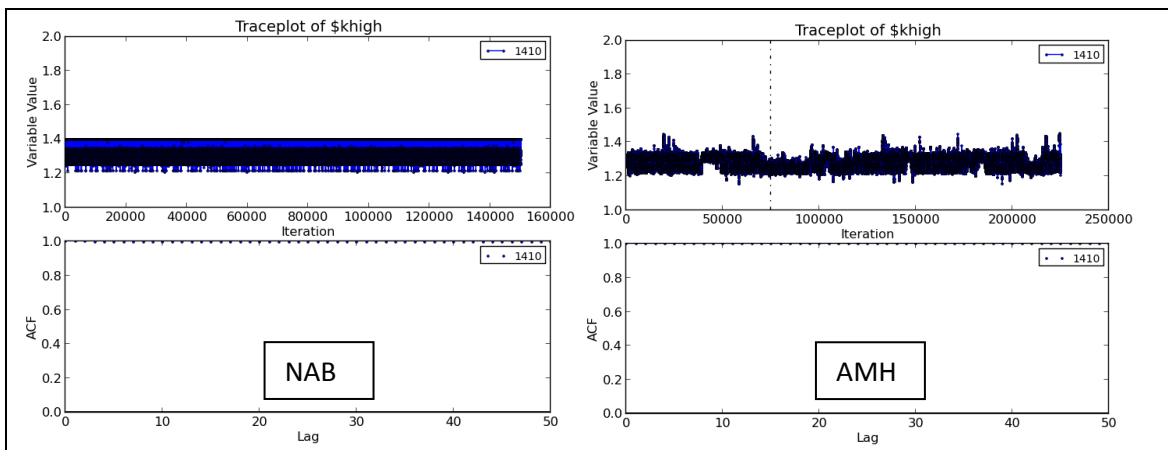 Traceplot of $khigh
2.0
1410
1.8
Variable Value
1.6
1.4
1.2
1.0
0 20000 40000 60000 80000 100000 120000 140000 160000
Iteration
1.0
1410
0.8
0.6
ACF
0.4
NAB
0.2
0.0
0 10 20 30 40 50
Lag
Traceplot of $khigh
2.0
1410
1.8
Variable Value
1.6
1.4
1.2
1.0
0 50000 100000 150000 200000 250000
Iteration
1.0
1410
0.8
0.6
ACF
0.4
AMH
0.2
0.0
0 10 20 30 40 50
Lag